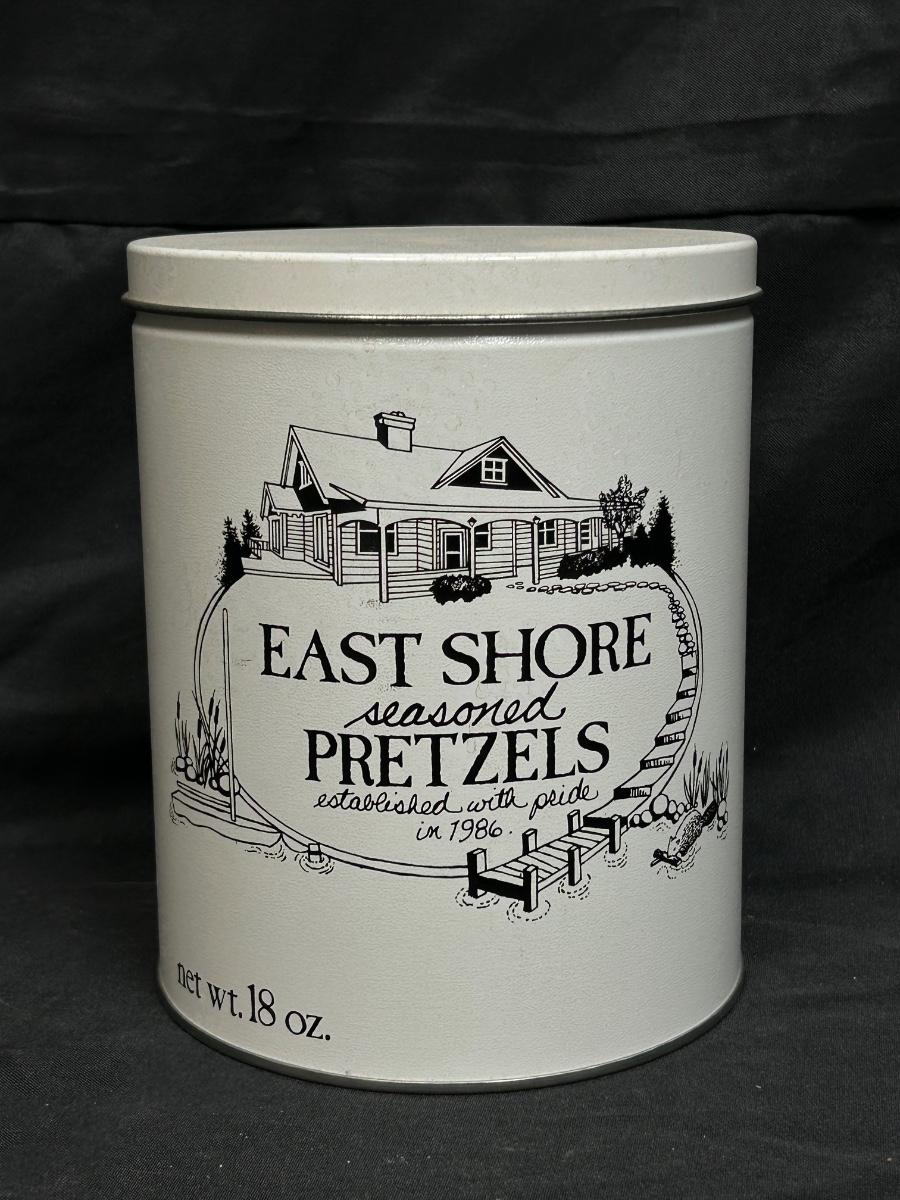 EAST SHORE
seasoned
PRETZELS
established with pride
in 1986.
net wt. 18 oz.